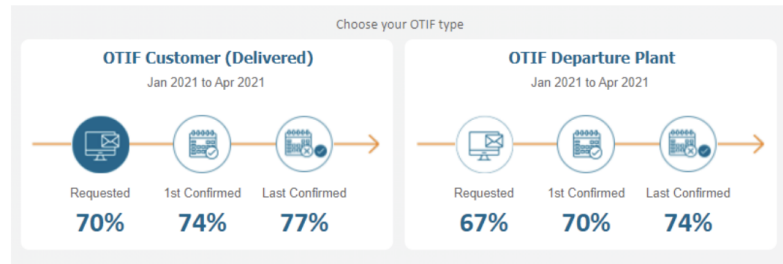 Choose your OTIF type
OTIF Customer (Delivered)
Jan 2021 to Apr 2021
Requested
1st Confirmed
Last Confirmed
70%
74%
77%
OTIF Departure Plant
Jan 2021 to Apr 2021
Requested
1st Confirmed
Last Confirmed
67%
70%
74%